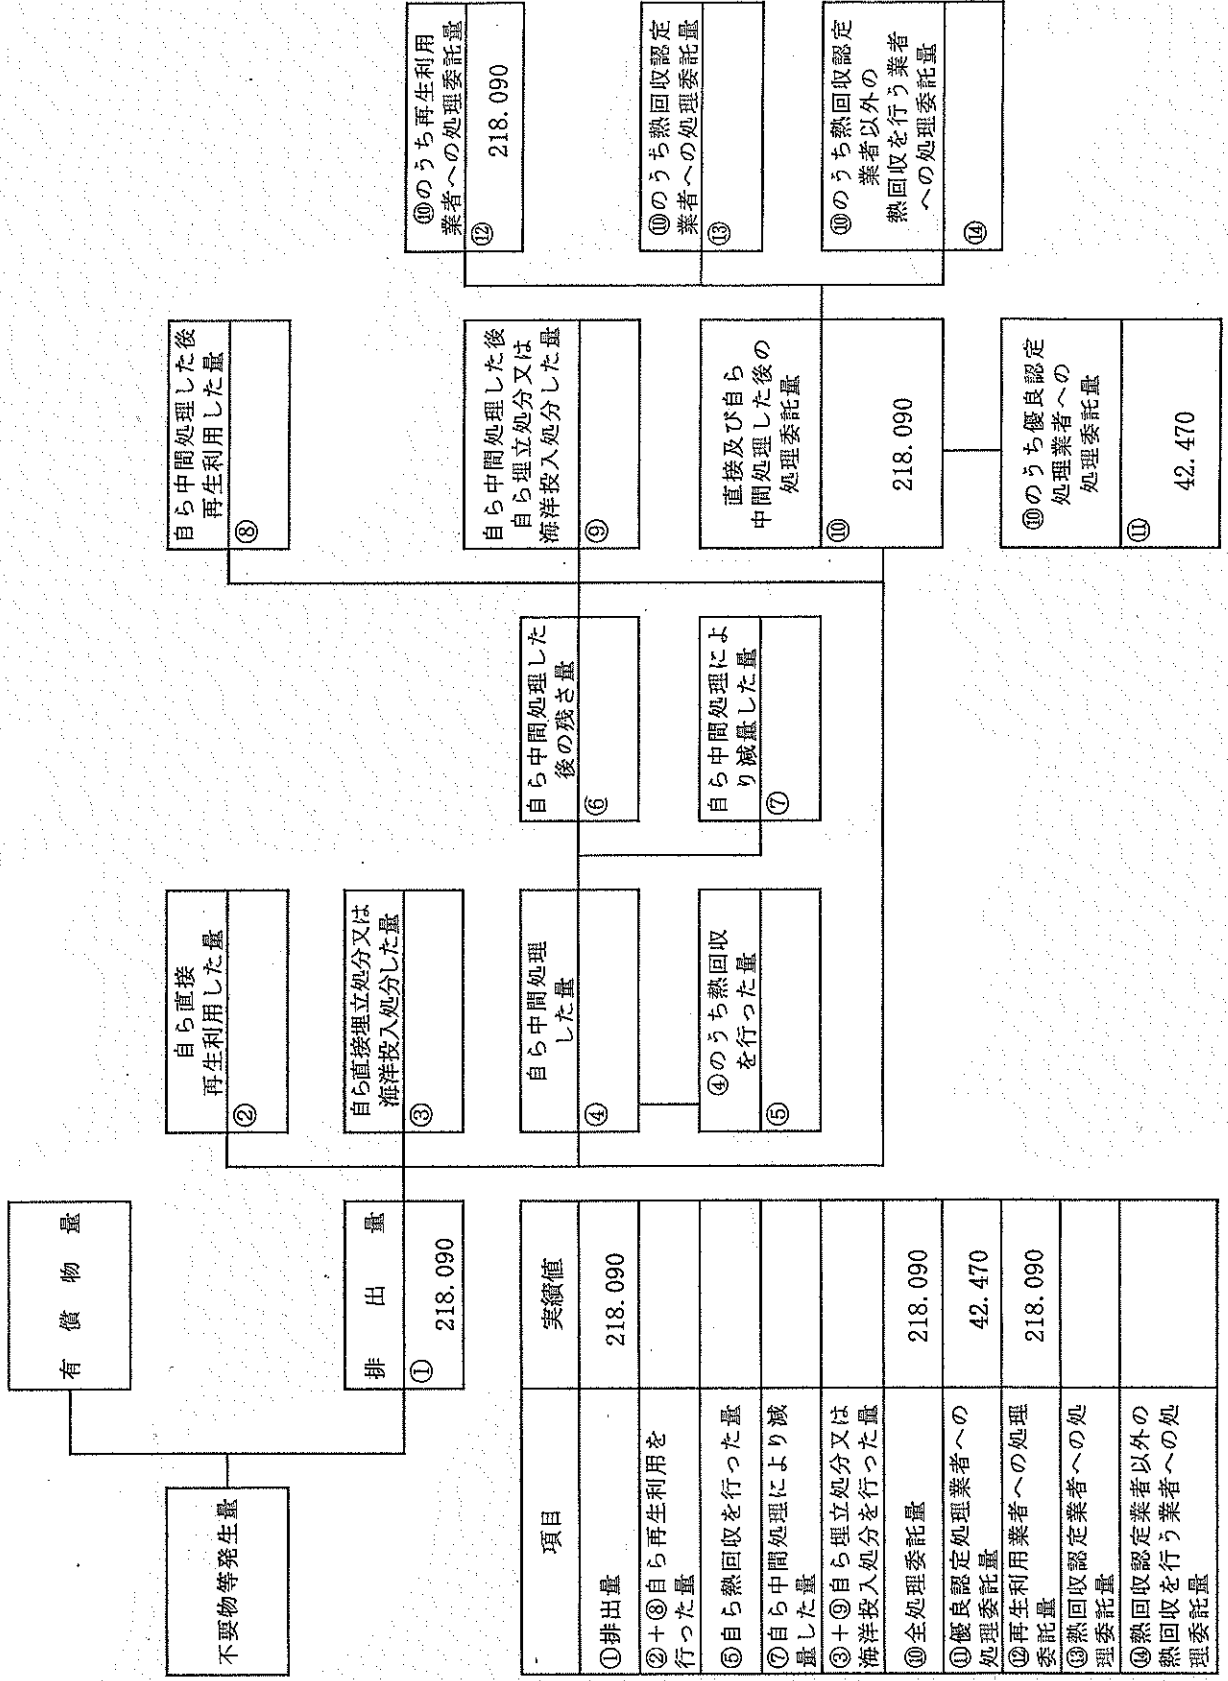 有償物量
不要物等発生量
排出量
①
218.090
自ら直接
再生利用した量
②
自ら直接埋立処分又は
海洋投入処分した量
③
自ら中間処理
した量
④
④のうち熱回収
を行った量
⑤
自ら中間処理した
後の残さ量
⑥
自ら中間処理によ
り減量した量
⑦
自ら中間処理した後
再生利用した量
⑧
自ら中間処理した後
自ら埋立処分又は
海洋投入処分した量
⑨
直接及び自ら
中間処理した後の
処理委託量
⑩
218.090
⑩のうち優良認定
処理業者への
処理委託量
⑪
42.470
⑩のうち再生利用
業者への処理委託量
⑫
218.090
⑩のうち熱回収認定
業者への処理委託量
⑬
⑩のうち熱回収認定
業者以外の
熱回収を行う業者
への処理委託量
⑭
項目 実績値
①排出量 218.090
②+⑧自ら再生利用を
行った量
⑤自ら熱回収を行った量
⑦自ら中間処理により減
量した量
③+⑨自ら埋立処分又は
海洋投入処分を行った量
⑩全処理委託量 218.090
⑪優良認定処理業者への
処理委託量 42.470
⑫再生利用業者への処理
委託量 218.090
⑬熱回収認定業者への処
理委託量
⑭熱回収認定業者以外の
熱回収を行う業者への処
理委託量